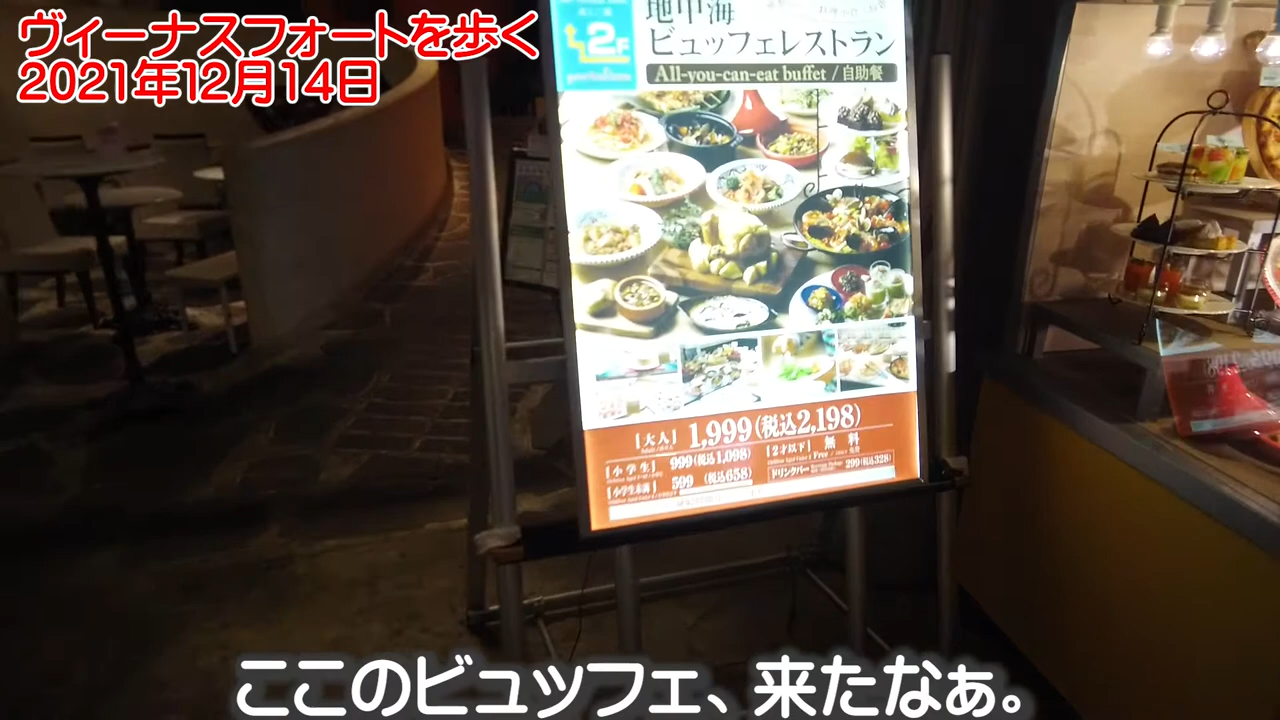 ヴィーナスフォートを歩く
2021年12月14日
2F
portofino
地中海
ビュッフェレストラン
All-you-can-eat buffet / 自助餐
[大人] 1,999(税込2,198)
[小学生] 999(税込1,098)
[2才以下] 無料
[小学生未満] 599 (税込658)
ドリンクバー 299(税込328)
ここのビュッフェ、来たなぁ。